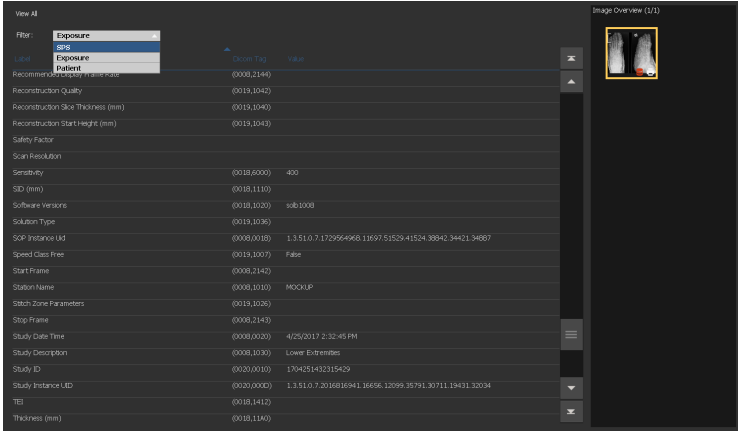 View All
Image Overview (1/1)
Filter: Exposure
SPS
Exposure
Patient
Label Dicom Tag Value
Recommended Display Frame Rate (0008,2144)
Reconstruction Quality (0019,1042)
Reconstruction Slice Thickness (mm) (0019,1040)
Reconstruction Start Height (mm) (0019,1043)
Safety Factor
Scan Resolution
Sensitivity (0018,6000) 400
SID (mm) (0018,1110)
Software Versions (0018,1020) solb1008
Solution Type (0019,1036)
SOP Instance Uid (0008,0018) 1.3.51.0.7.1729564968.11697.51529.41524.38842.34421.34887
Speed Class Free (0019,1007) False
Start Frame (0008,2142)
Station Name (0008,1010) MOCKUP
Stitch Zone Parameters (0019,1026)
Stop Frame (0008,2143)
Study Date Time (0008,0020) 4/25/2017 2:32:45 PM
Study Description (0008,1030) Lower Extremities
Study ID (0020,0010) 1704251432315429
Study Instance UID (0020,000D) 1.3.51.0.7.2016816941.16656.12099.35791.30711.19431.32034
TEI (0018,1412)
Thickness (mm) (0018,11A0)